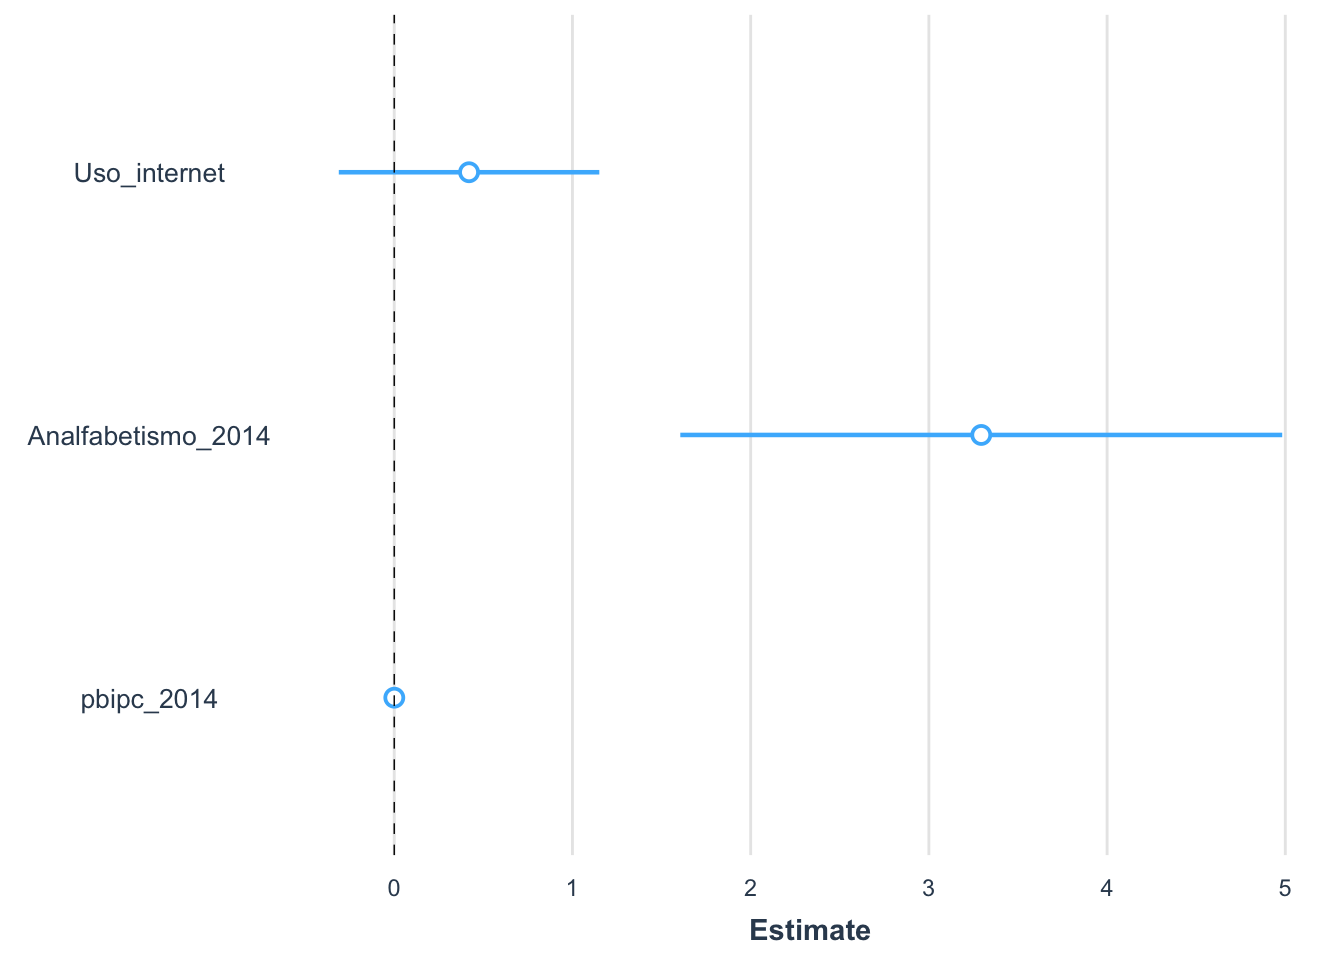 Uso_internet
Analfabetismo_2014
pbipc_2014
0 1 2 3 4 5
Estimate